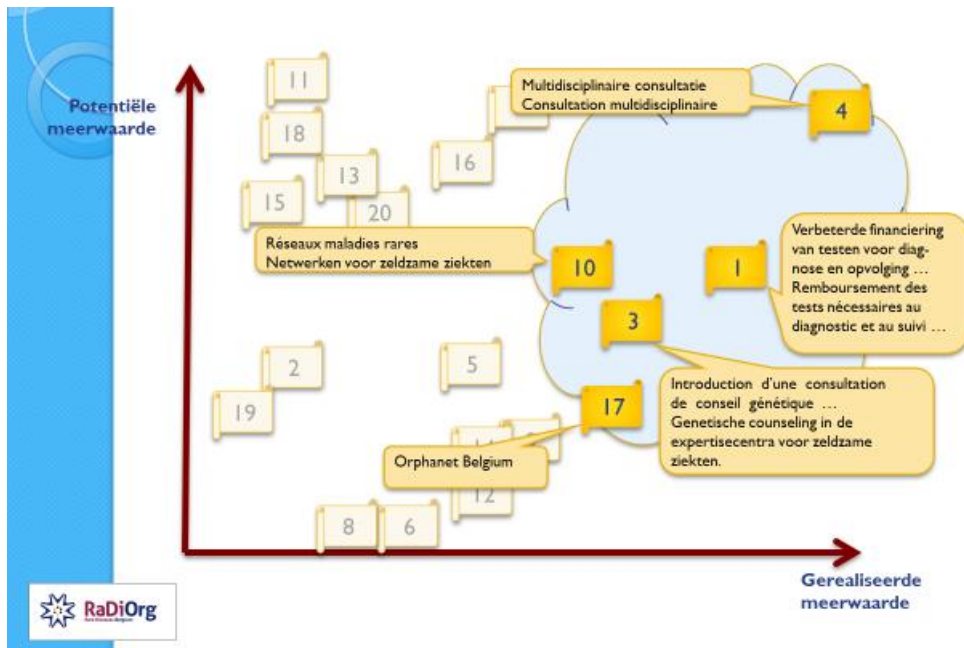 Potentiële
meerwaarde
11
18
13
15
20
16
Multidisciplinaire consultatie
Consultation multidisciplinaire
4
Réseaux maladies rares
Netwerken voor zeldzame ziekten
10
1
Verbeterde financiering
van testen voor diag-
nose en opvolging ...
Remboursement des
tests nécessaires au
diagnostic et au suivi ...
3
2
5
19
17
Introduction d'une consultation
de conseil génétique ...
Genetische counseling in de
expertisecentra voor zeldzame
ziekten.
Orphanet Belgium
12
8
6
Gerealiseerde
meerwaarde
RaDiOrg